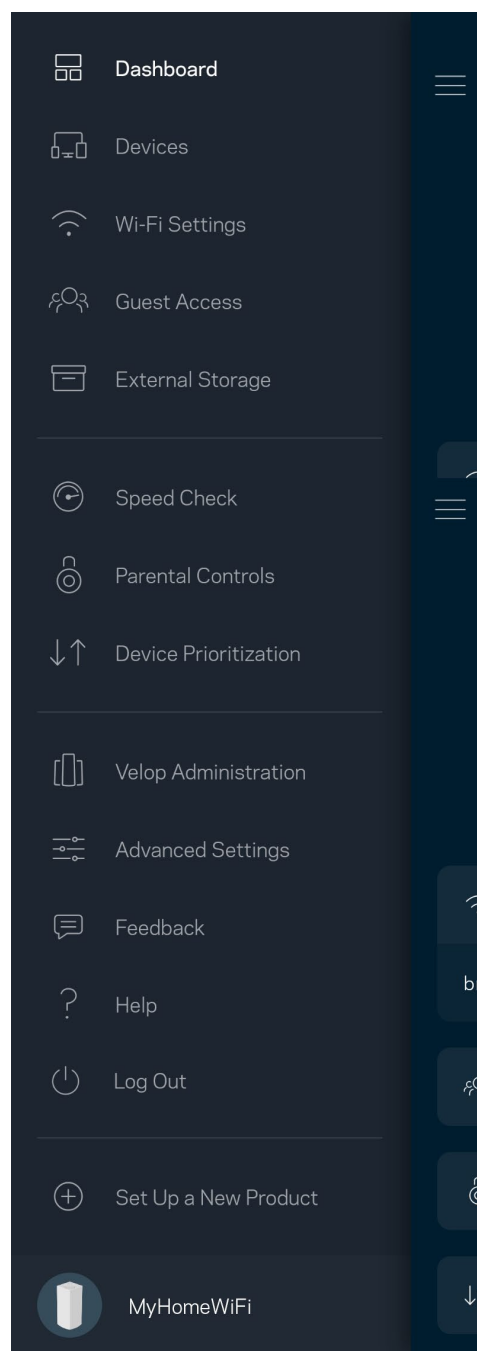 Dashboard
Devices
Wi-Fi Settings
Guest Access
External Storage
Speed Check
Parental Controls
Device Prioritization
Velop Administration
Advanced Settings
Feedback
Help
Log Out
Set Up a New Product
MyHomeWiFi